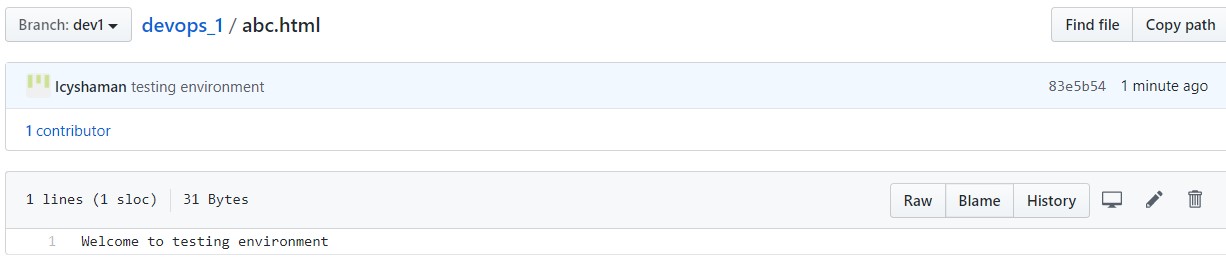 Branch: dev1 devops_1 / abc.html Find file Copy path
Icyshaman testing environment 83e5b54 1 minute ago
1 contributor
1 lines (1 sloc) 31 Bytes Raw Blame History
1 Welcome to testing environment